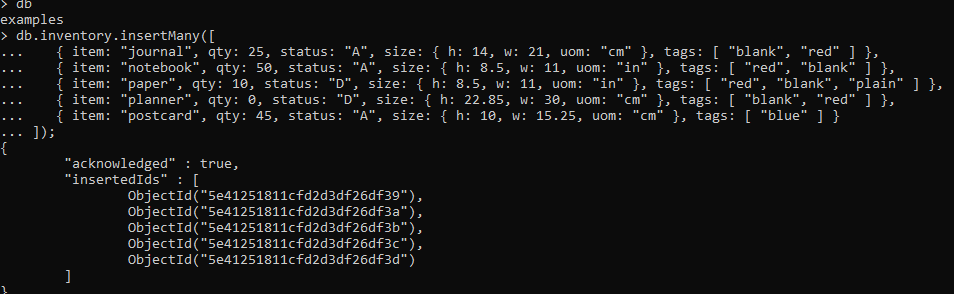 > db
examples
> db.inventory.insertMany([
...    { item: "journal", qty: 25, status: "A", size: { h: 14, w: 21, uom: "cm" }, tags: [ "blank", "red" ] },
...    { item: "notebook", qty: 50, status: "A", size: { h: 8.5, w: 11, uom: "in" }, tags: [ "red", "blank" ] },
...    { item: "paper", qty: 10, status: "D", size: { h: 8.5, w: 11, uom: "in" }, tags: [ "red", "blank", "plain" ] },
...    { item: "planner", qty: 0, status: "D", size: { h: 22.85, w: 30, uom: "cm" }, tags: [ "blank", "red" ] },
...    { item: "postcard", qty: 45, status: "A", size: { h: 10, w: 15.25, uom: "cm" }, tags: [ "blue" ] }
... ]);
{
        "acknowledged" : true,
        "insertedIds" : [
                ObjectId("5e41251811cfd2d3df26df39"),
                ObjectId("5e41251811cfd2d3df26df3a"),
                ObjectId("5e41251811cfd2d3df26df3b"),
                ObjectId("5e41251811cfd2d3df26df3c"),
                ObjectId("5e41251811cfd2d3df26df3d")
        ]
}